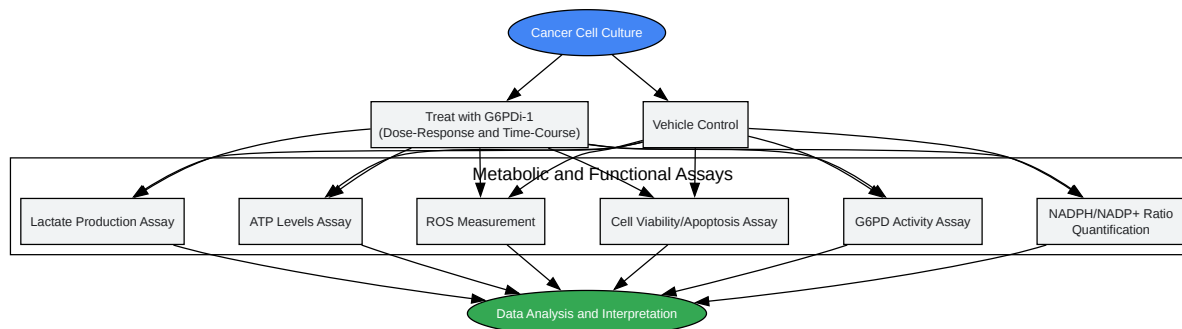 Cancer Cell Culture
Treat with G6PDi-1
(Dose-Response and Time-Course)
Vehicle Control
Metabolic and Functional Assays
Lactate Production Assay
ATP Levels Assay
ROS Measurement
Cell Viability/Apoptosis Assay
G6PD Activity Assay
NADPH/NADP+ Ratio
Quantification
Data Analysis and Interpretation